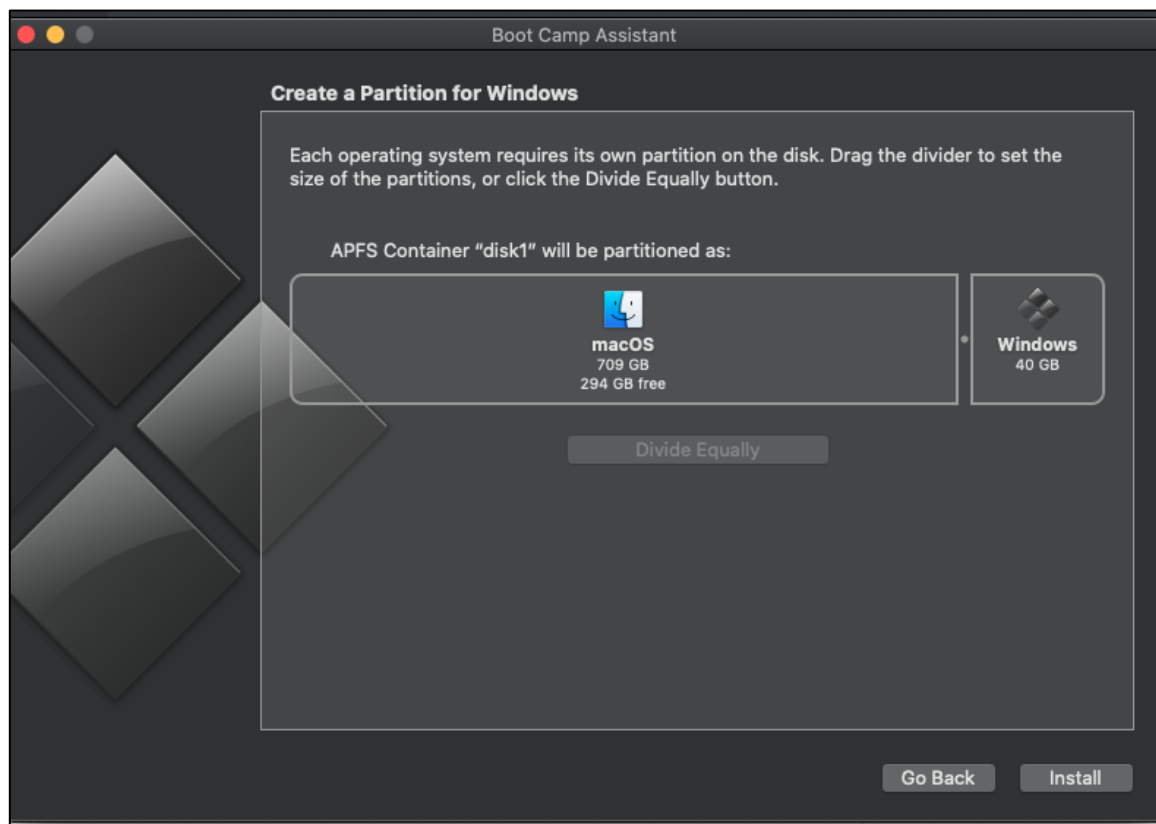 Boot Camp Assistant
Create a Partition for Windows
Each operating system requires its own partition on the disk. Drag the divider to set the
size of the partitions, or click the Divide Equally button.
APFS Container “disk1” will be partitioned as:
macOS
709 GB
294 GB free
Windows
40 GB
Divide Equally
Go Back
Install